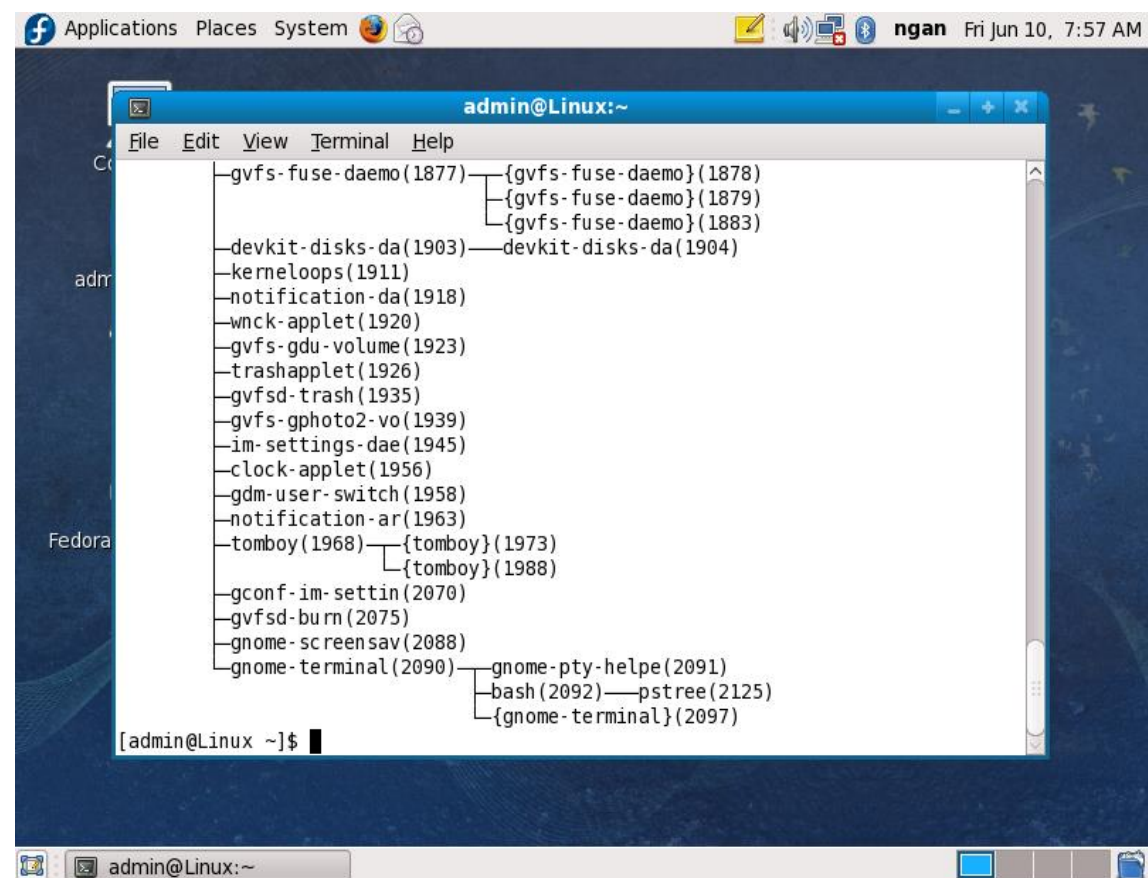 Applications Places System ngan Fri Jun 10, 7:57 AM
admin@Linux:~
File Edit View Terminal Help
├─gvfs-fuse-daemo(1877)─┬─{gvfs-fuse-daemo}(1878)
├─{gvfs-fuse-daemo}(1879)
└─{gvfs-fuse-daemo}(1883)
├─devkit-disks-da(1903)───devkit-disks-da(1904)
├─kerneloops(1911)
├─notification-da(1918)
├─wnck-applet(1920)
├─gvfs-gdu-volume(1923)
├─trashapplet(1926)
├─gvfsd-trash(1935)
├─gvfs-gphoto2-vo(1939)
├─im-settings-dae(1945)
├─clock-applet(1956)
├─gdm-user-switch(1958)
├─notification-ar(1963)
├─tomboy(1968)─┬─{tomboy}(1973)
└─{tomboy}(1988)
├─gconf-im-settin(2070)
├─gvfsd-burn(2075)
├─gnome-screensav(2088)
└─gnome-terminal(2090)─┬─gnome-pty-helpe(2091)
├─bash(2092)───pstree(2125)
└─{gnome-terminal}(2097)
[admin@Linux ~]$
Fedora
admin@Linux:~